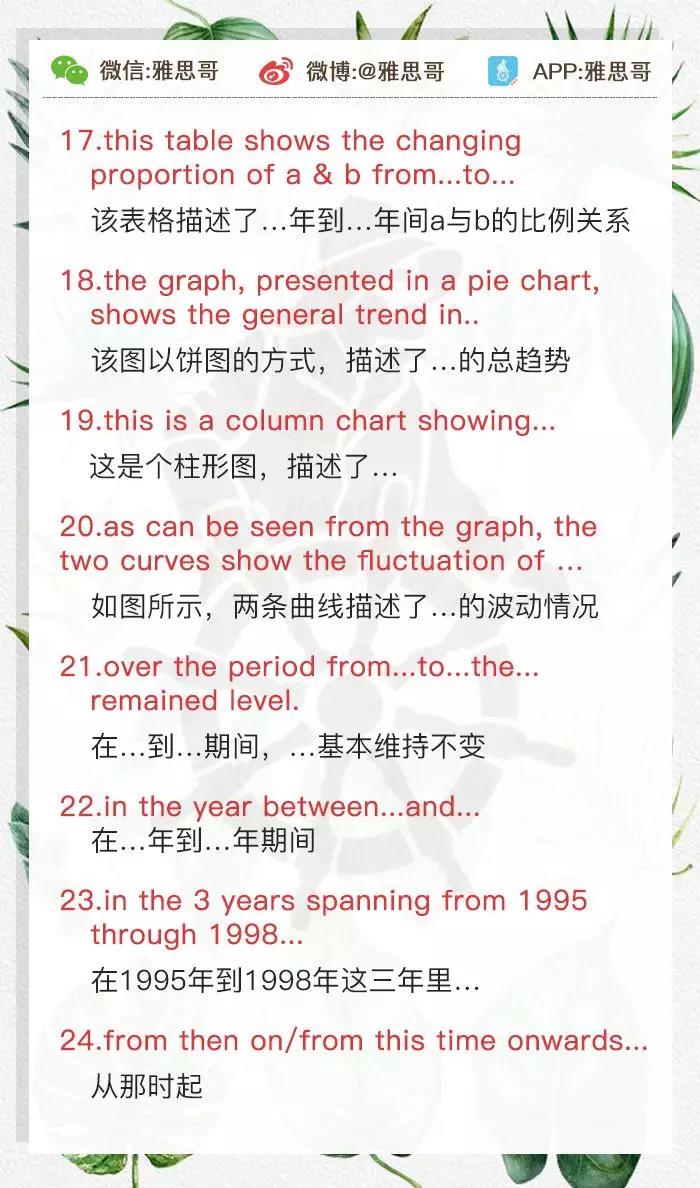 微信:雅思哥 微博:@雅思哥 APP:雅思哥
17.this table shows the changing
proportion of a & b from...to...
该表格描述了...年到...年间a与b的比例关系
18.the graph, presented in a pie chart,
shows the general trend in..
该图以饼图的方式，描述了...的总趋势
19.this is a column chart showing...
这是个柱形图，描述了...
20.as can be seen from the graph, the
two curves show the fluctuation of ...
如图所示，两条曲线描述了...的波动情况
21.over the period from...to...the...
remained level.
在...到...期间，...基本维持不变
22.in the year between...and...
在...年到...年期间
23.in the 3 years spanning from 1995
through 1998...
在1995年到1998年这三年里...
24.from then on/from this time onwards...
从那时起